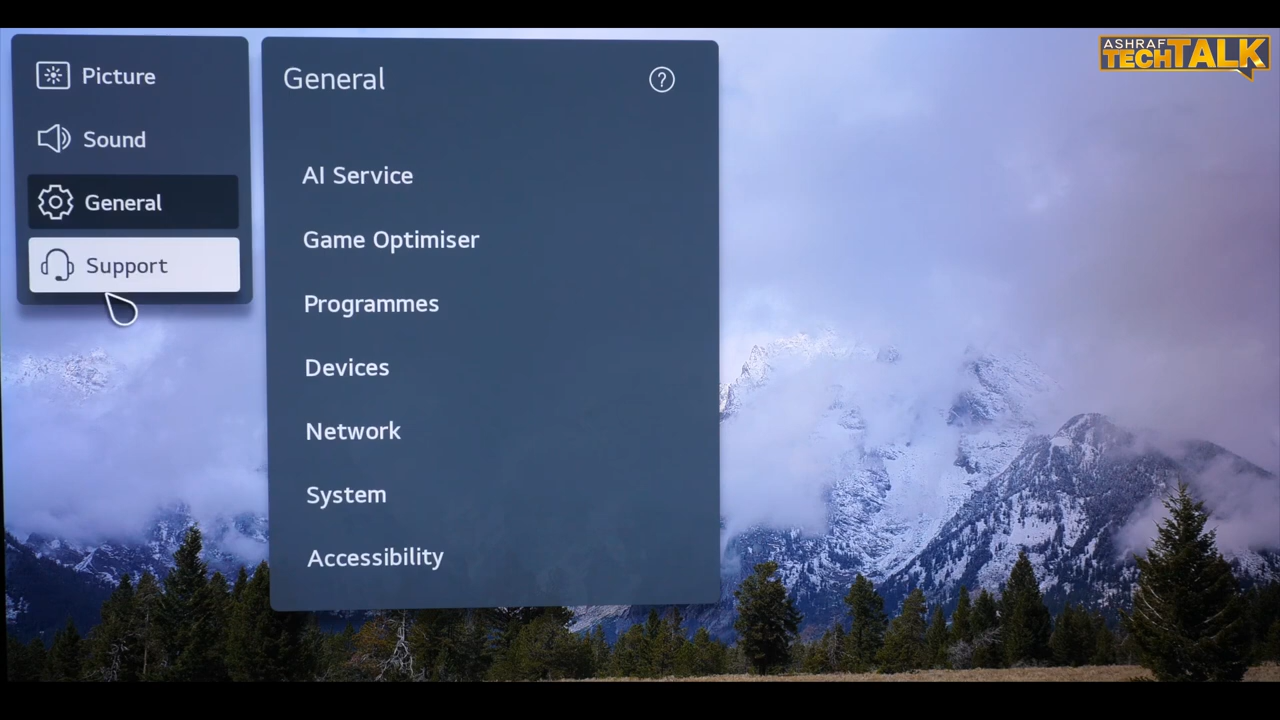 Picture
Sound
General
Support
General
?
AI Service
Game Optimiser
Programmes
Devices
Network
System
Accessibility
ASHRAF
TECHTALK